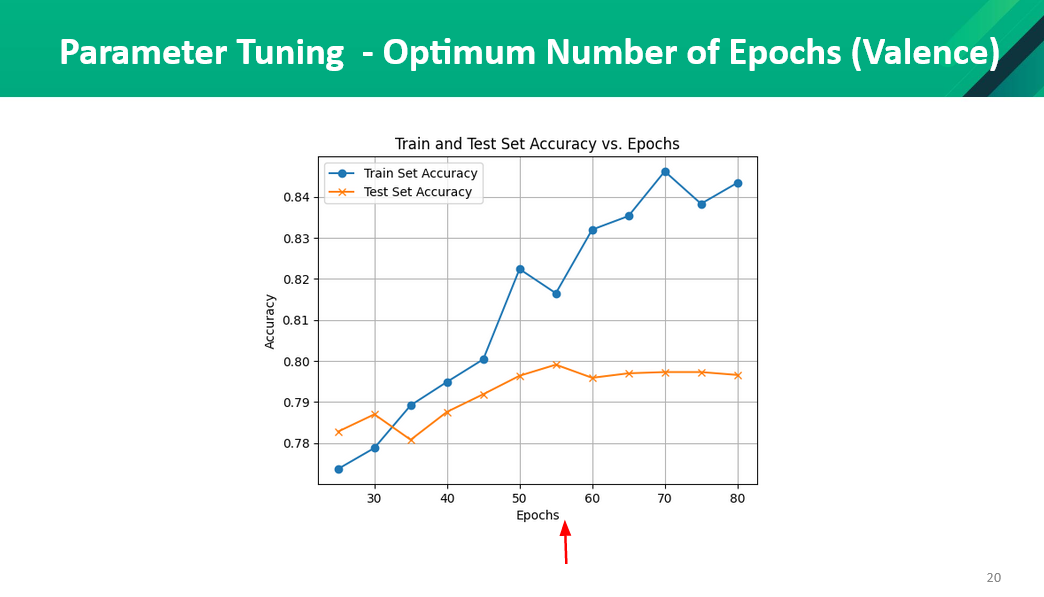 Parameter Tuning - Optimum Number of Epochs (Valence)
Train and Test Set Accuracy vs. Epochs
Train Set Accuracy
Test Set Accuracy
Accuracy
0.84
0.83
0.82
0.81
0.80
0.79
0.78
30 40 50 60 70 80
Epochs
20